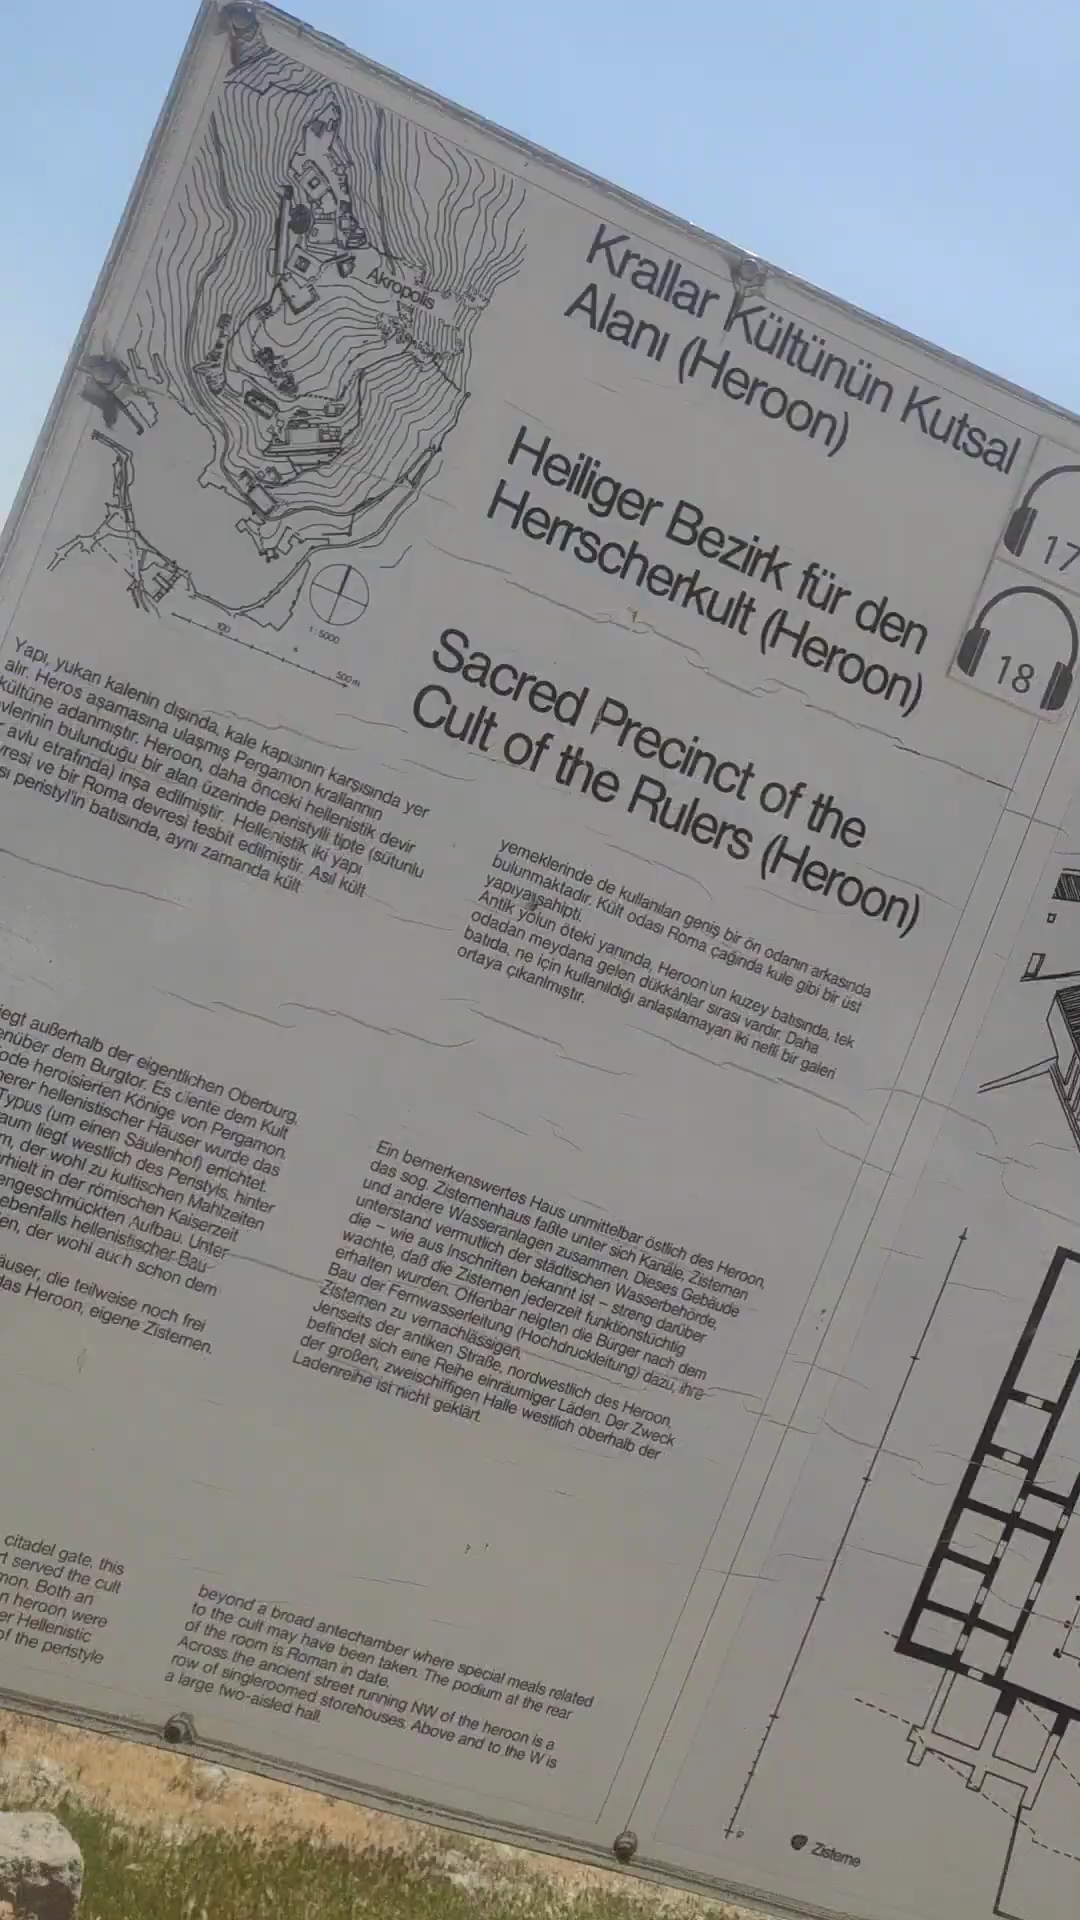 Akropolis
100
500 m
1 : 5000
Krallar Kültünün Kutsal
Alanı (Heroon)
Heiliger Bezirk für den
Herrscherkult (Heroon)
Sacred Precinct of the
Cult of the Rulers (Heroon)
17
18
Yapı, yukarı kalenin dışında, kale kapısının karşısında yer
alır. Heros aşamasına ulaşmış Pergamon krallarının
kültüne adanmıştır. Heroon, daha önceki hellenistik devir
evlerinin bulunduğu bir alan üzerinde peristylli tipte (sütunlu
avlu etrafında) inşa edilmiştir. Hellenistik iki yapı
ve bir Roma devresi tesbit edilmiştir. Asıl kült
peristyl'in batısında, aynı zamanda kült
yemeklerinde de kullanılan geniş bir ön odanın arkasında
bulunmaktadır. Kült odası Roma çağında kule gibi bir üst
yapıya sahipti.
Antik yolun öteki yanında, Heroon'un kuzey batısında, tek
odadan meydana gelen dükkânlar sırası vardır. Daha
batıda, ne için kullanıldığı anlaşılamayan iki nefli bir galeri
ortaya çıkarılmıştır.
außerhalb der eigentlichen Oberburg,
dem Burgtor. Es diente dem Kult
heroisierten Könige von Pergamon.
hellenistischer Häuser wurde das
Typus (um einen Säulenhof) errichtet.
liegt westlich des Peristyls, hinter
der wohl zu kultischen Mahlzeiten
in der römischen Kaiserzeit
Aufbau. Unter
ebenfalls hellenistischer Bau
der wohl auch schon dem
die teilweise noch frei
das Heroon, eigene Zisternen.
Ein bemerkenswertes Haus unmittelbar östlich des Heroon,
das sog. Zisternenhaus faßte unter sich Kanäle, Zisternen
und andere Wasseranlagen zusammen. Dieses Gebäude
unterstand vermutlich der städtischen Wasserbehörde,
die – wie aus Inschriften bekannt ist – streng darüber
wachte, daß die Zisternen jederzeit funktionstüchtig
erhalten wurden. Offenbar neigten die Bürger nach dem
Bau der Fernwasserleitung (Hochdruckleitung) dazu, ihre
Zisternen zu vernachlässigen.
Jenseits der antiken Straße, nordwestlich des Heroon,
befindet sich eine Reihe einräumiger Läden. Der Zweck
der großen, zweischiffigen Halle westlich oberhalb der
Ladenreihe ist nicht geklärt.
citadel gate, this
served the cult
Both an
heroon were
Hellenistic
of the peristyle
beyond a broad antechamber where special meals related
to the cult may have been taken. The podium at the rear
of the room is Roman in date.
Across the ancient street running NW of the heroon is a
row of singleroomed storehouses. Above and to the W is
a large two-aisled hall.
Zisterne